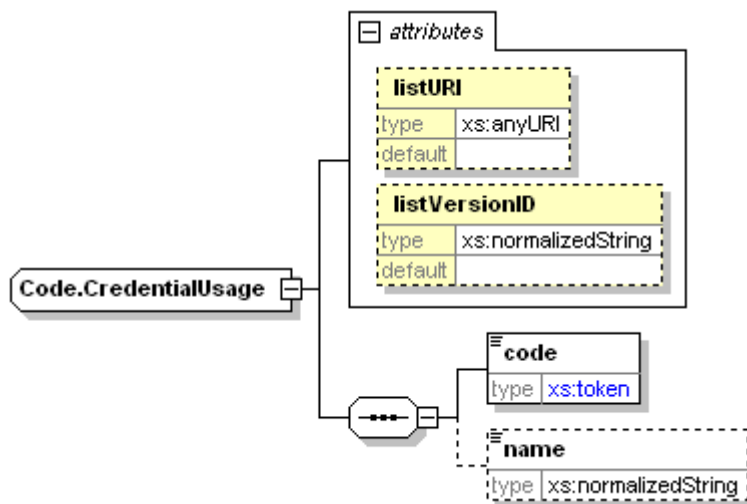 attributes
listURI
type xs:anyURI
default
listVersionID
type xs:normalizedString
default
Code.CredentialUsage
code
type xs:token
name
type xs:normalizedString